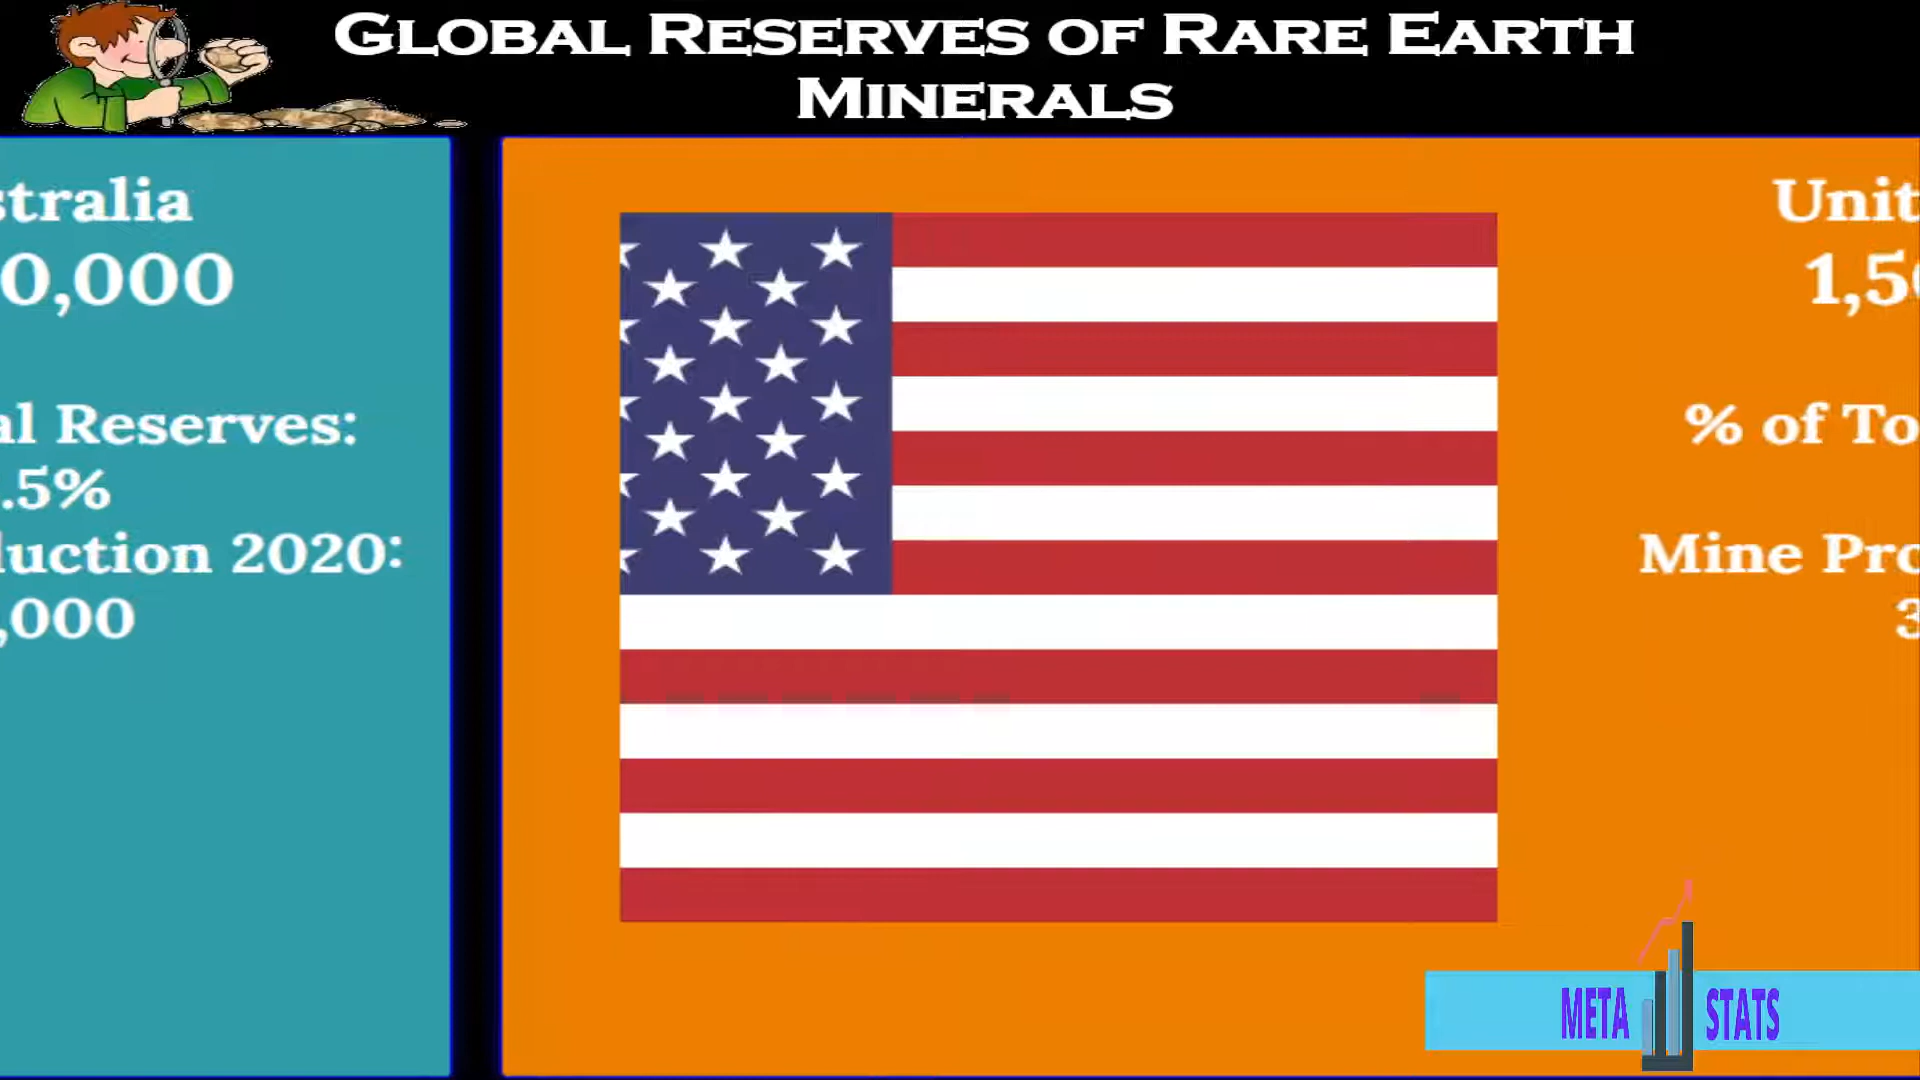 GLOBAL RESERVES OF RARE EARTH
MINERALS
stralia
0,000
al Reserves:
.5%
luction 2020:
,000
Unit
1,5
% of To
Mine Pro
3
META STATS